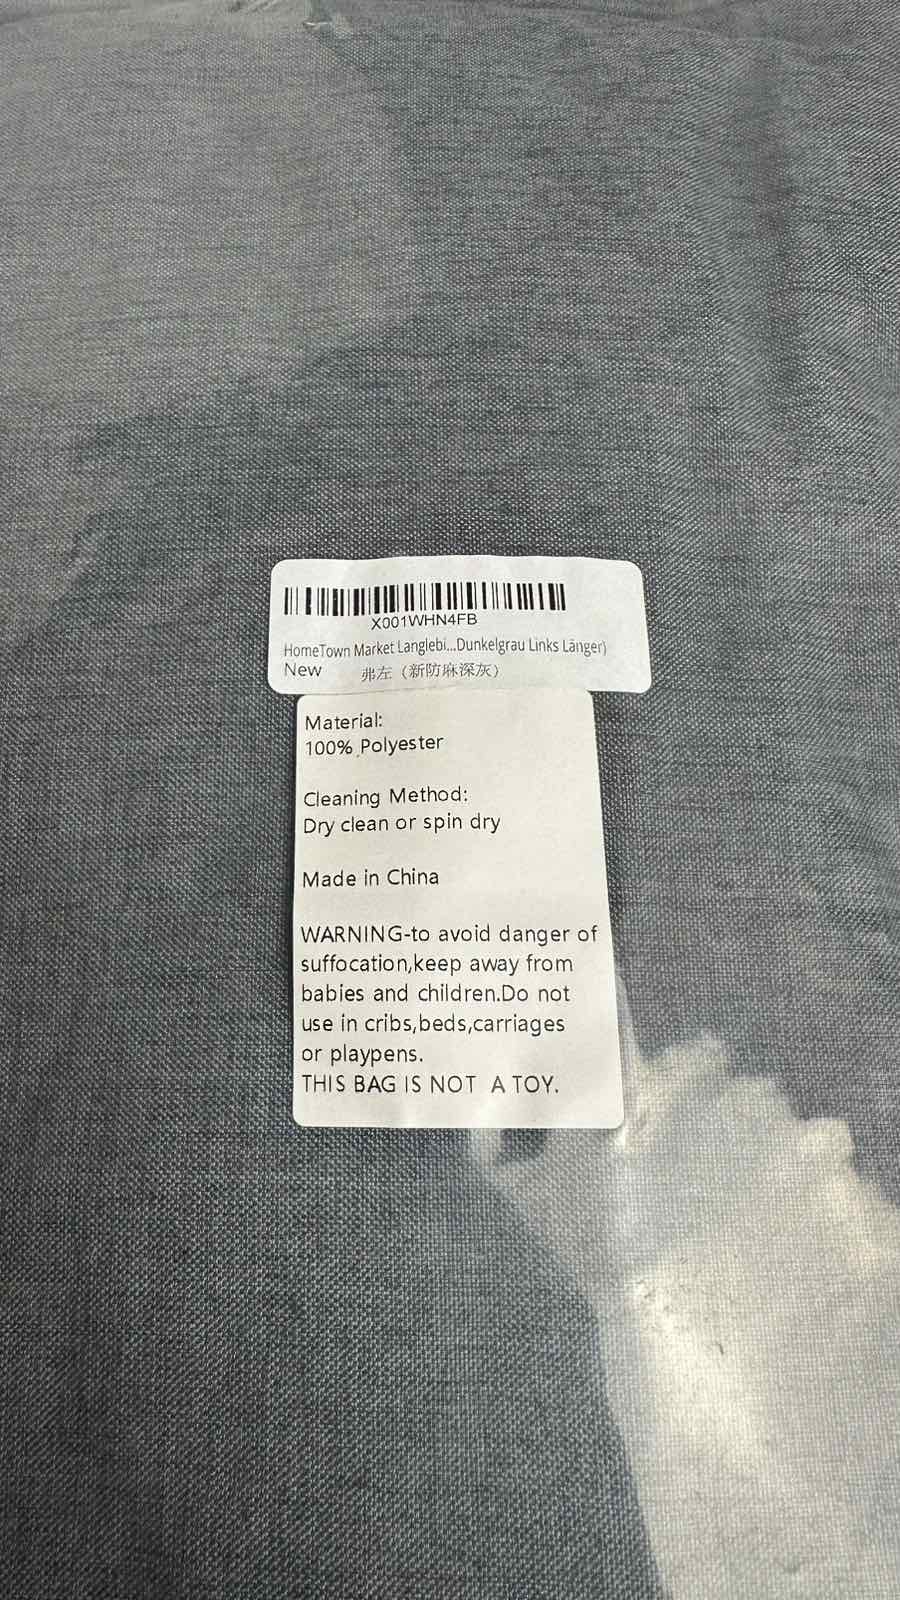 X001WHN4FB
HomeTown Market Langlebi...Dunkelgrau Links Länger)
New 弗左（新防麻深灰）
Material:
100% Polyester
Cleaning Method:
Dry clean or spin dry
Made in China
WARNING-to avoid danger of
suffocation,keep away from
babies and children.Do not
use in cribs,beds,carriages
or playpens.
THIS BAG IS NOT A TOY.